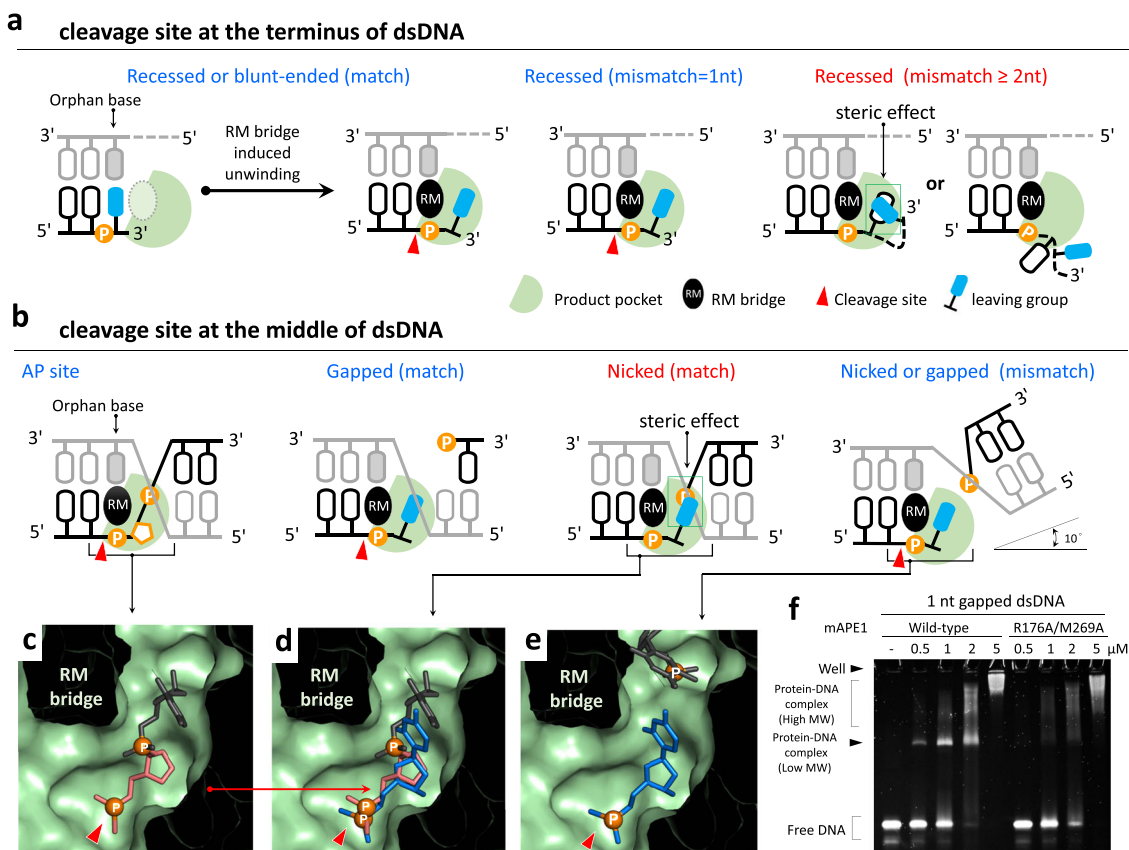 a
cleavage site at the terminus of dsDNA
Recessed or blunt-ended (match)
Recessed (mismatch=1nt)
Recessed (mismatch ≥ 2nt)
Orphan base
steric effect
3' 5'
RM bridge
induced
unwinding
3' 5'
3' 5'
3' 5'
3' 5'
RM RM RM or RM
3'
5' P 3'
5' P 3'
5' P 3'
5' P
5' P
3'
Product pocket
RM RM bridge
Cleavage site
leaving group
b
cleavage site at the middle of dsDNA
AP site
Gapped (match)
Nicked (match)
Nicked or gapped (mismatch)
Orphan base
steric effect
3'
3' 3'
3' P 3'
3' 3'
3'
P P P
5'
RM RM RM RM
5' P 5'
5' P 5'
5' P 5'
5' P
10°
c
RM
bridge
P
P
d
RM
bridge
P
P
e
RM
bridge
P
P
f
1 nt gapped dsDNA
mAPE1 Wild-type R176A/M269A
- 0.5 1 2 5 0.5 1 2 5 μM
Well
Protein-DNA
complex
(High MW)
Protein-DNA
complex
(Low MW)
Free DNA